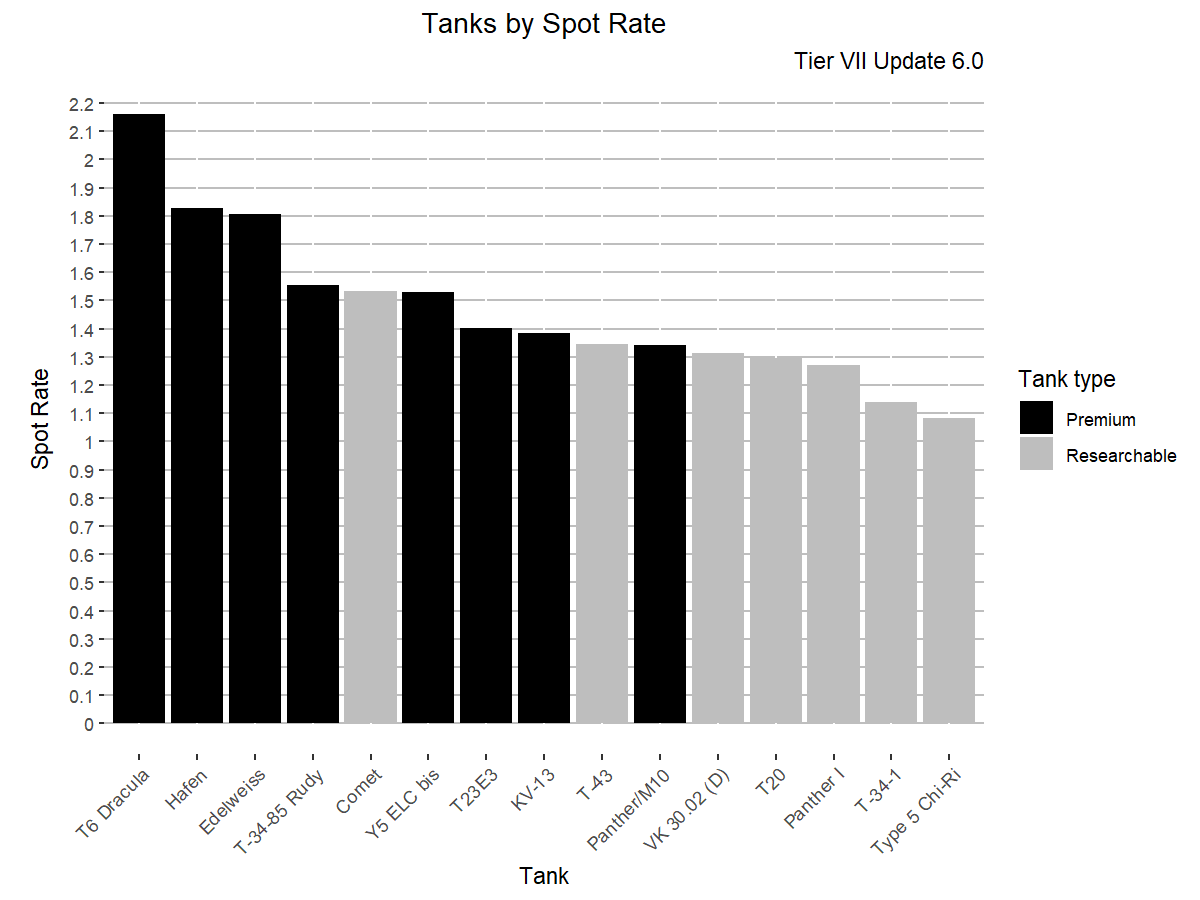 Tanks by Spot Rate
Tier VII Update 6.0
Spot Rate
2.2
2.1
2
1.9
1.8
1.7
1.6
1.5
1.4
1.3
1.2
1.1
1
0.9
0.8
0.7
0.6
0.5
0.4
0.3
0.2
0.1
0
T6 Dracula
Hafen
Edelweiss
T-34-85 Rudy
Comet
Y5 ELC bis
T23E3
KV-13
T-43
Panther/M10
VK 30.02 (D)
T20
Panther I
T-34-1
Type 5 Chi-Ri
Tank
Tank type
Premium
Researchable